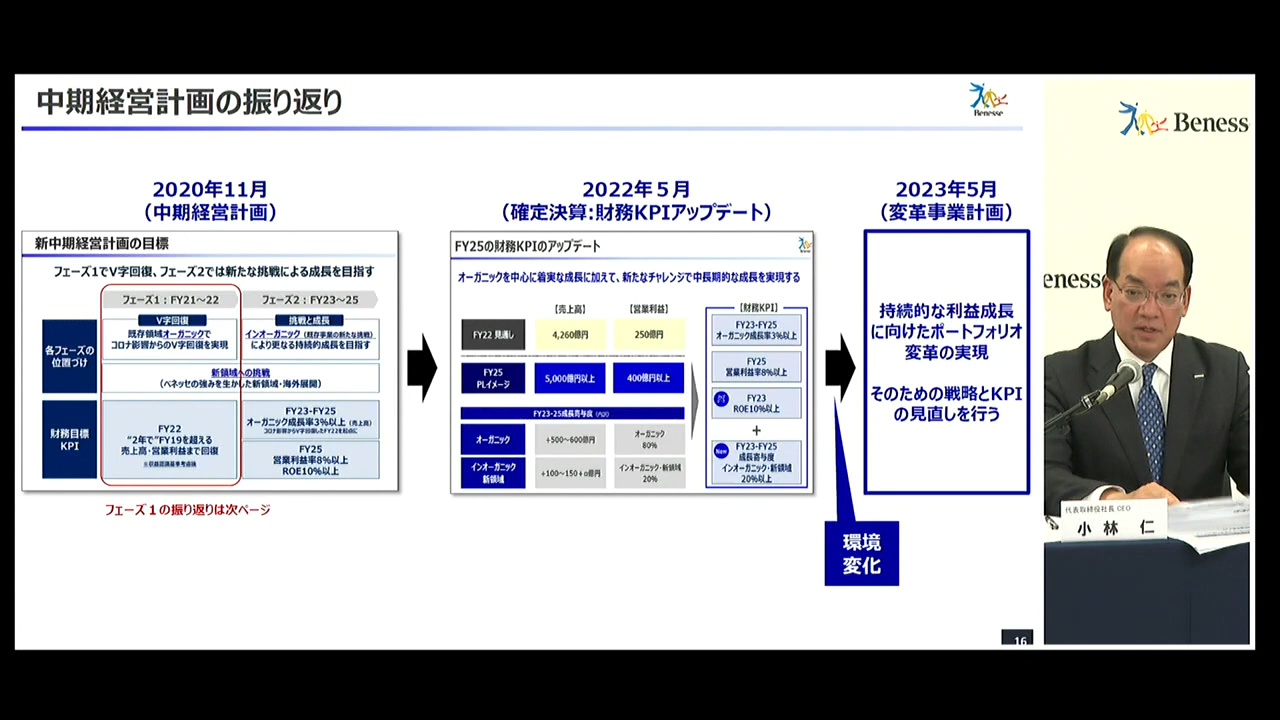 中期経営計画の振り返り
Benesse
2020年11月
（中期経営計画）
新中期経営計画の目標
フェーズ1でV字回復、フェーズ2では新たな挑戦による成長を目指す
フェーズ1：FY21～22
フェーズ2：FY23～25
各フェーズの
位置づけ
V字回復
既存領域オーガニックで
コロナ影響からのV字回復を実現
挑戦と成長
インオーガニック（既存事業の新たな挑戦）
により更なる持続的成長を目指す
新領域への挑戦
（ベネッセの強みを生かした新領域・海外展開）
財務目標
KPI
FY22
“2年で”FY19を超える
売上高・営業利益まで回復
FY23-FY25
オーガニック成長率3%以上（売上高）
コロナ影響からV字回復したFY22を起点に
FY25
営業利益率8%以上
ROE10%以上
フェーズ１の振り返りは次ページ
2022年５月
（確定決算:財務KPIアップデート）
FY25の財務KPIのアップデート
オーガニックを中心に着実な成長に加えて、新たなチャレンジで中長期的な成長を実現する
【売上高】
【営業利益】
FY22 見通し
4,260億円
250億円
FY25
PLイメージ
5,000億円以上
400億円以上
FY23-25成長寄与度（内訳）
オーガニック
+500～600億円
オーガニック
80%
インオーガニック
新領域
+100～150+α億円
インオーガニック・新領域
20%
【財務KPI】
FY23-FY25
オーガニック成長率3%以上
FY25
営業利益率8%以上
FY23
ROE10%以上
+
New
FY23-FY25
成長寄与度
インオーガニック・新領域
20%以上
環境
変化
2023年5月
（変革事業計画）
持続的な利益成長
に向けたポートフォリオ
変革の実現
そのための戦略とKPI
の見直しを行う
16
Beness
enesse
代表取締役社長 CEO
小林 仁